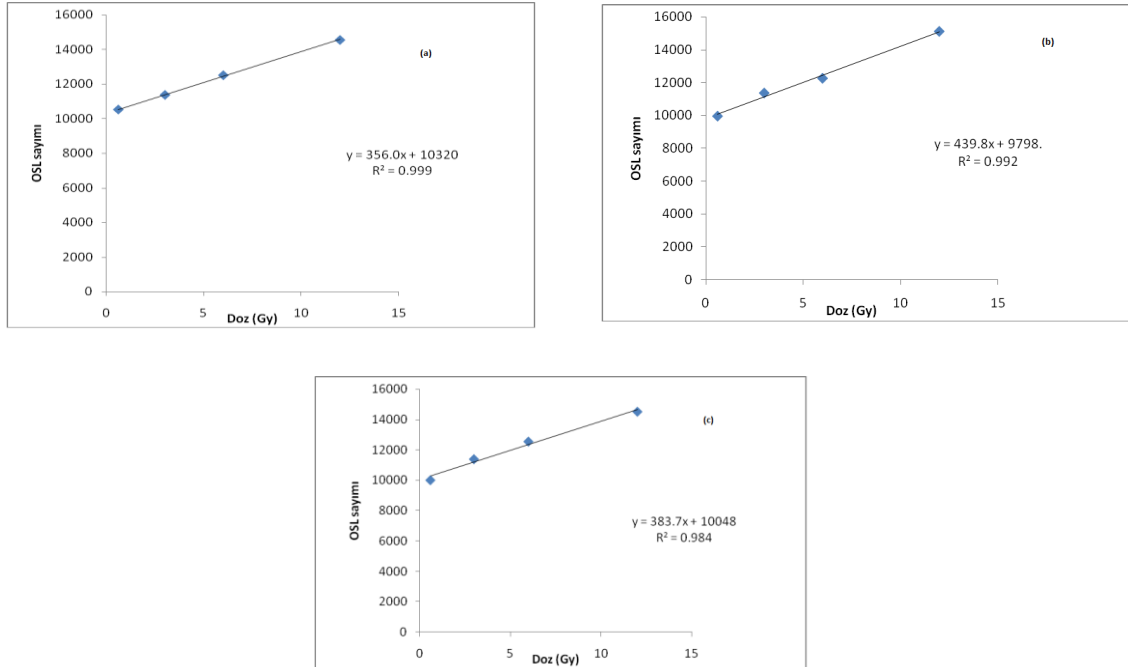 16000
14000
12000
10000
8000
6000
4000
2000
0
OSL sayımı
(a)
y = 356.0x + 10320
R² = 0.999
0 5 10 15
Doz (Gy)
16000
14000
12000
10000
8000
6000
4000
2000
0
OSL sayımı
(b)
y = 439.8x + 9798.
R² = 0.992
0 5 10 15
Doz (Gy)
16000
14000
12000
10000
8000
6000
4000
2000
0
OSL sayımı
(c)
y = 383.7x + 10048
R² = 0.984
0 5 10 15
Doz (Gy)